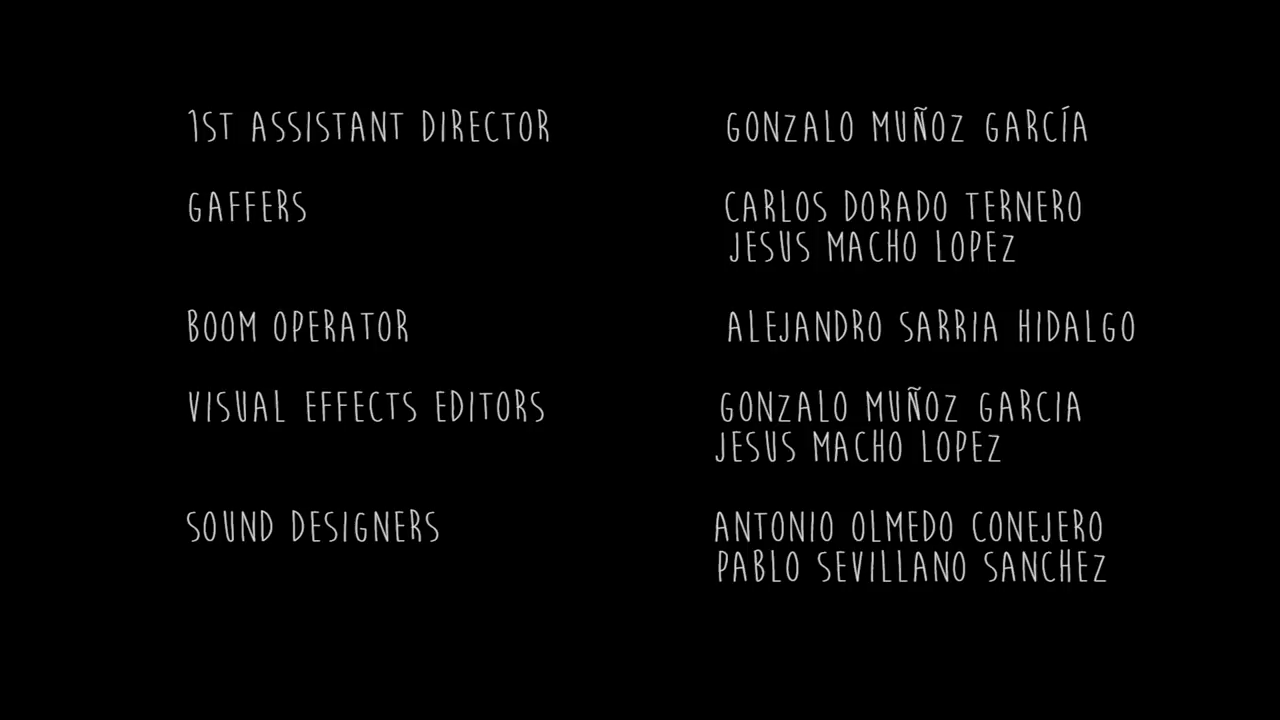 1ST ASSISTANT DIRECTOR GONZALO MUÑOZ GARCÍA
GAFFERS CARLOS DORADO TERNERO
JESUS MACHO LOPEZ
BOOM OPERATOR ALEJANDRO SARRIA HIDALGO
VISUAL EFFECTS EDITORS GONZALO MUÑOZ GARCIA
JESUS MACHO LOPEZ
SOUND DESIGNERS ANTONIO OLMEDO CONEJERO
PABLO SEVILLANO SANCHEZ